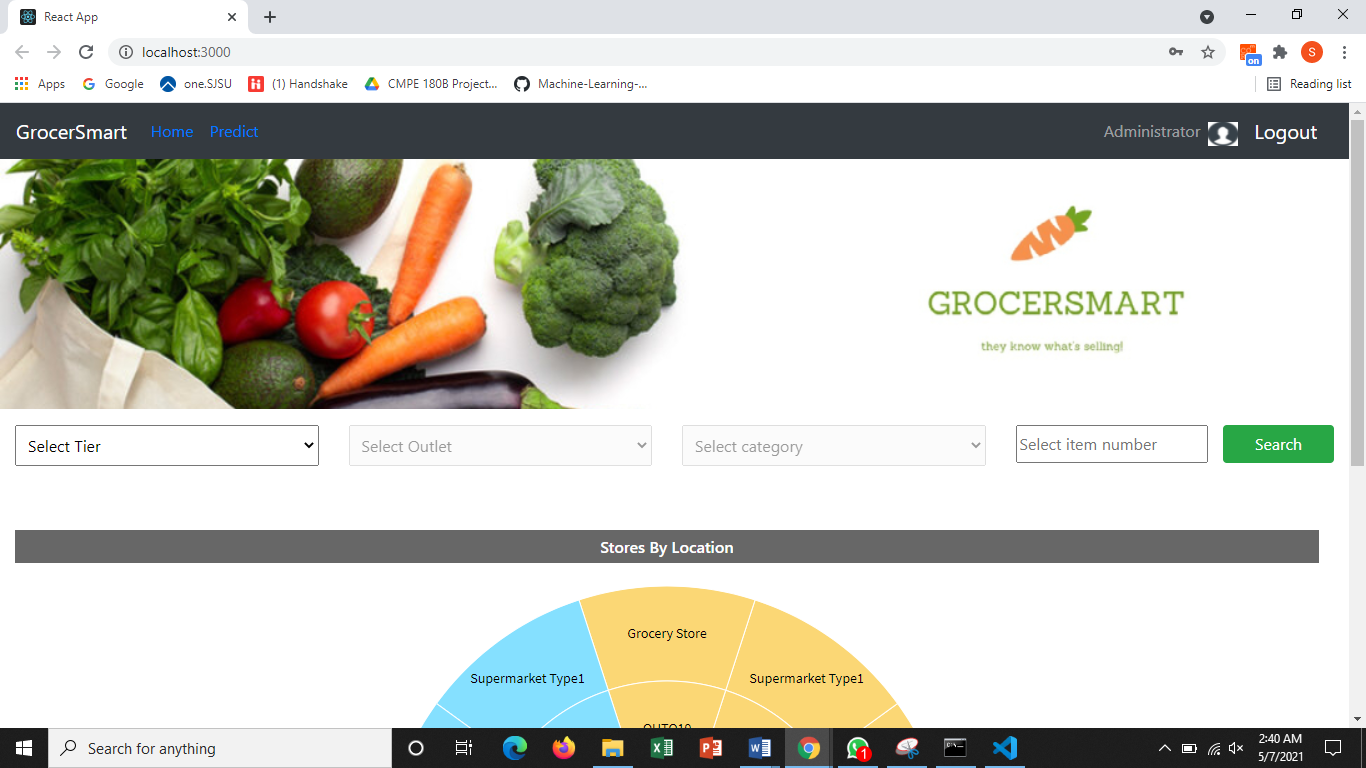 React App
localhost:3000
S
on
Apps
Google
one.SJSU
(1) Handshake
CMPE 180B Project...
Machine-Learning-...
Reading list
GrocerSmart
Home
Predict
Administrator
Logout
GROCERSMART
they know what's selling!
Select Tier
Select Outlet
Select category
Select item number
Search
Stores By Location
Grocery Store
Supermarket Type1
Supermarket Type1
Search for anything
1
2:40 AM
5/7/2021